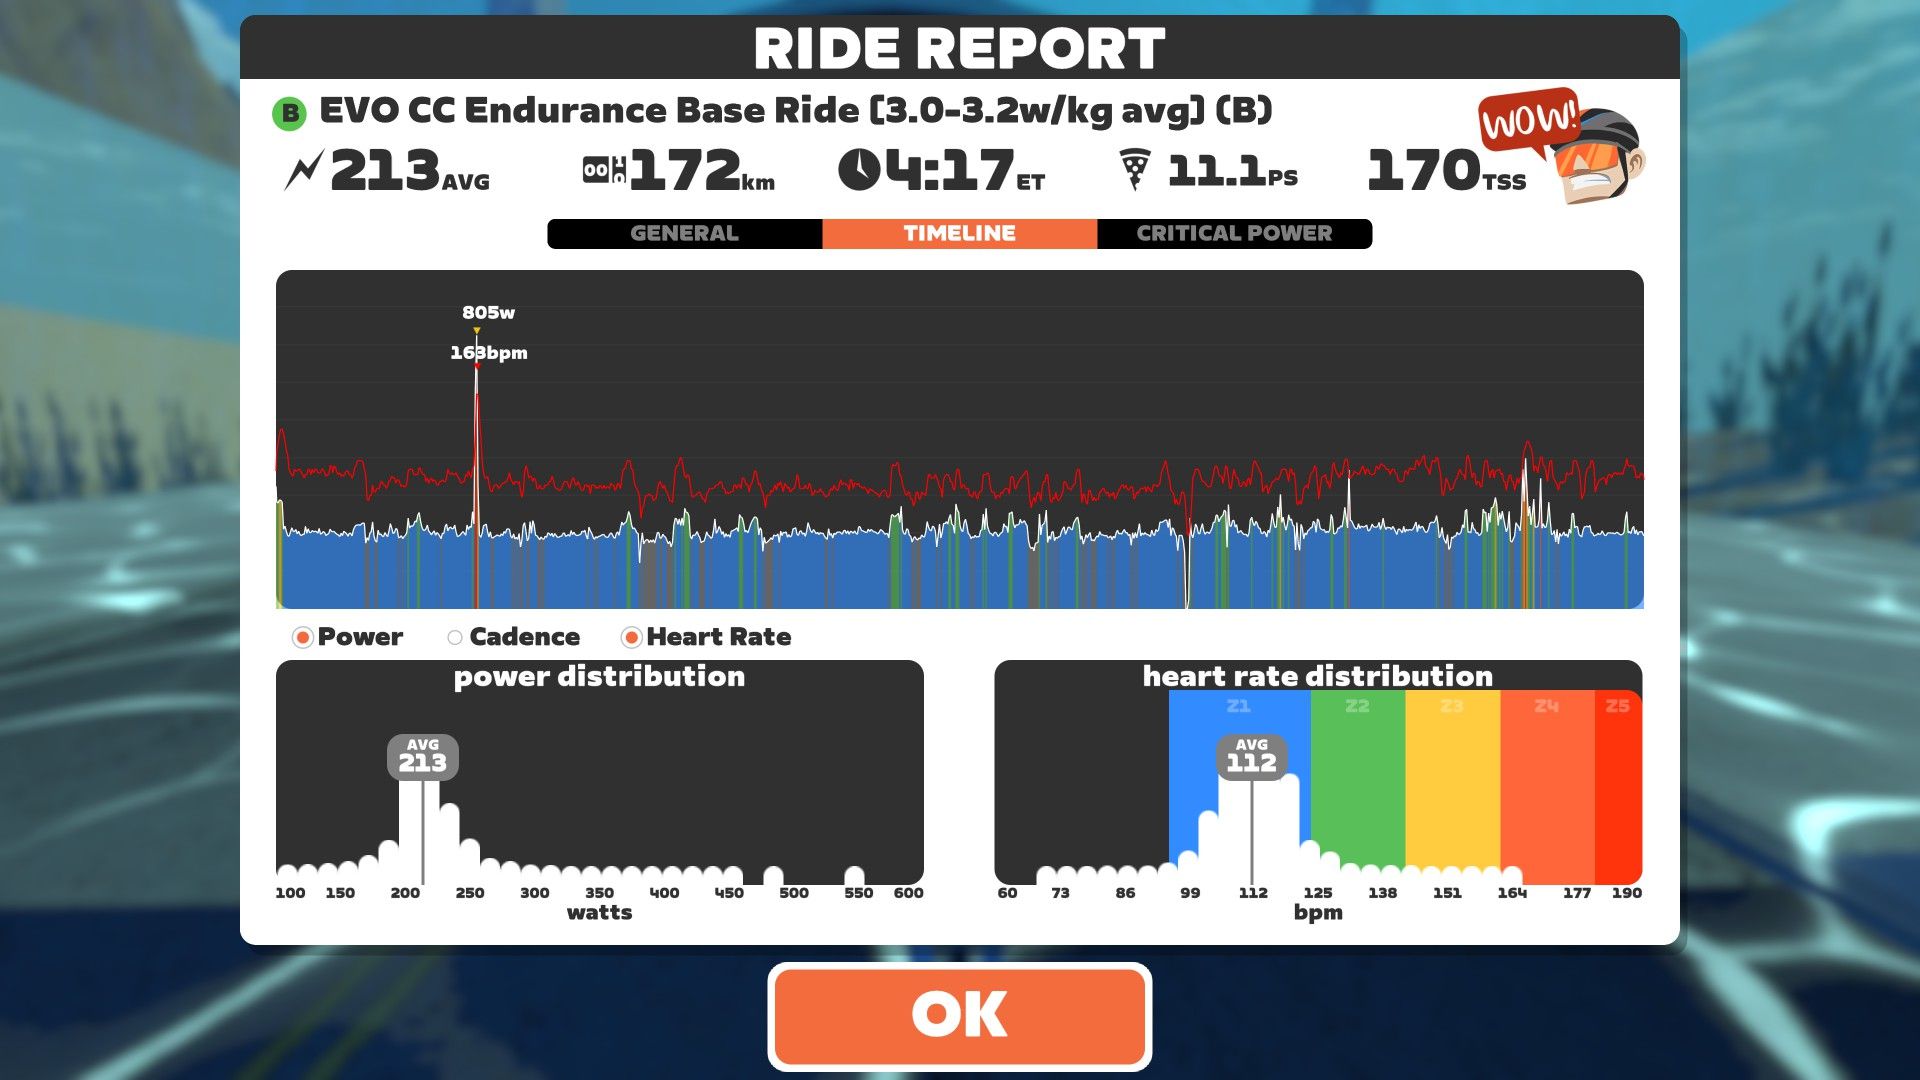 RIDE REPORT
B EVO CC Endurance Base Ride [3.0-3.2w/kg avg] (B)
WOW!
213AVG 172km 4:17ET 11.1PS 170TSS
GENERAL TIMELINE CRITICAL POWER
805w
163bpm
Power Cadence Heart Rate
power distribution
AVG
213
100 150 200 250 300 350 400 450 500 550 600
watts
heart rate distribution
Z1 Z2 Z3 Z4 Z5
AVG
112
60 73 86 99 112 125 138 151 164 177 190
bpm
OK